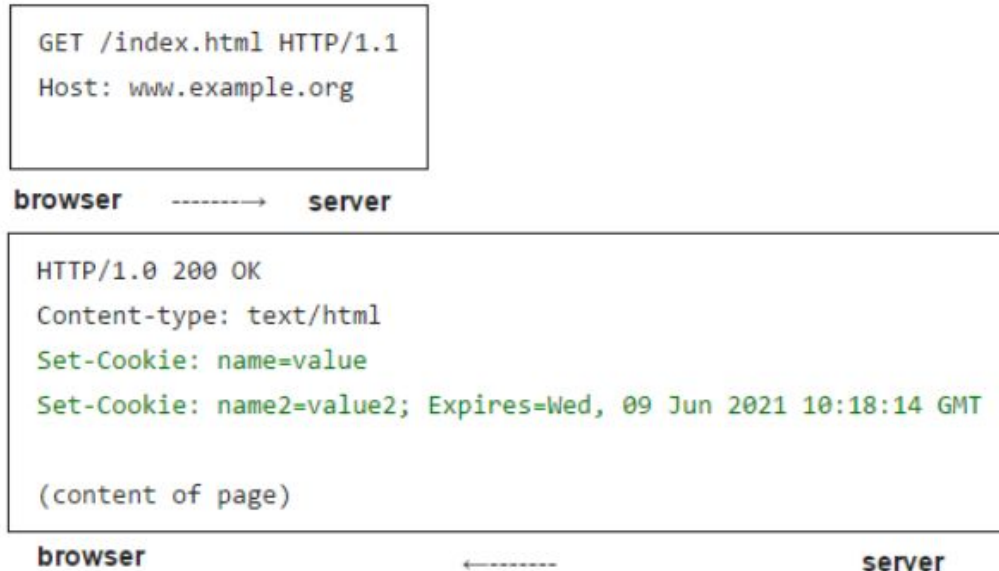 GET /index.html HTTP/1.1
Host: www.example.org
browser -------→ server
HTTP/1.0 200 OK
Content-type: text/html
Set-Cookie: name=value
Set-Cookie: name2=value2; Expires=Wed, 09 Jun 2021 10:18:14 GMT
(content of page)
browser ←------- server